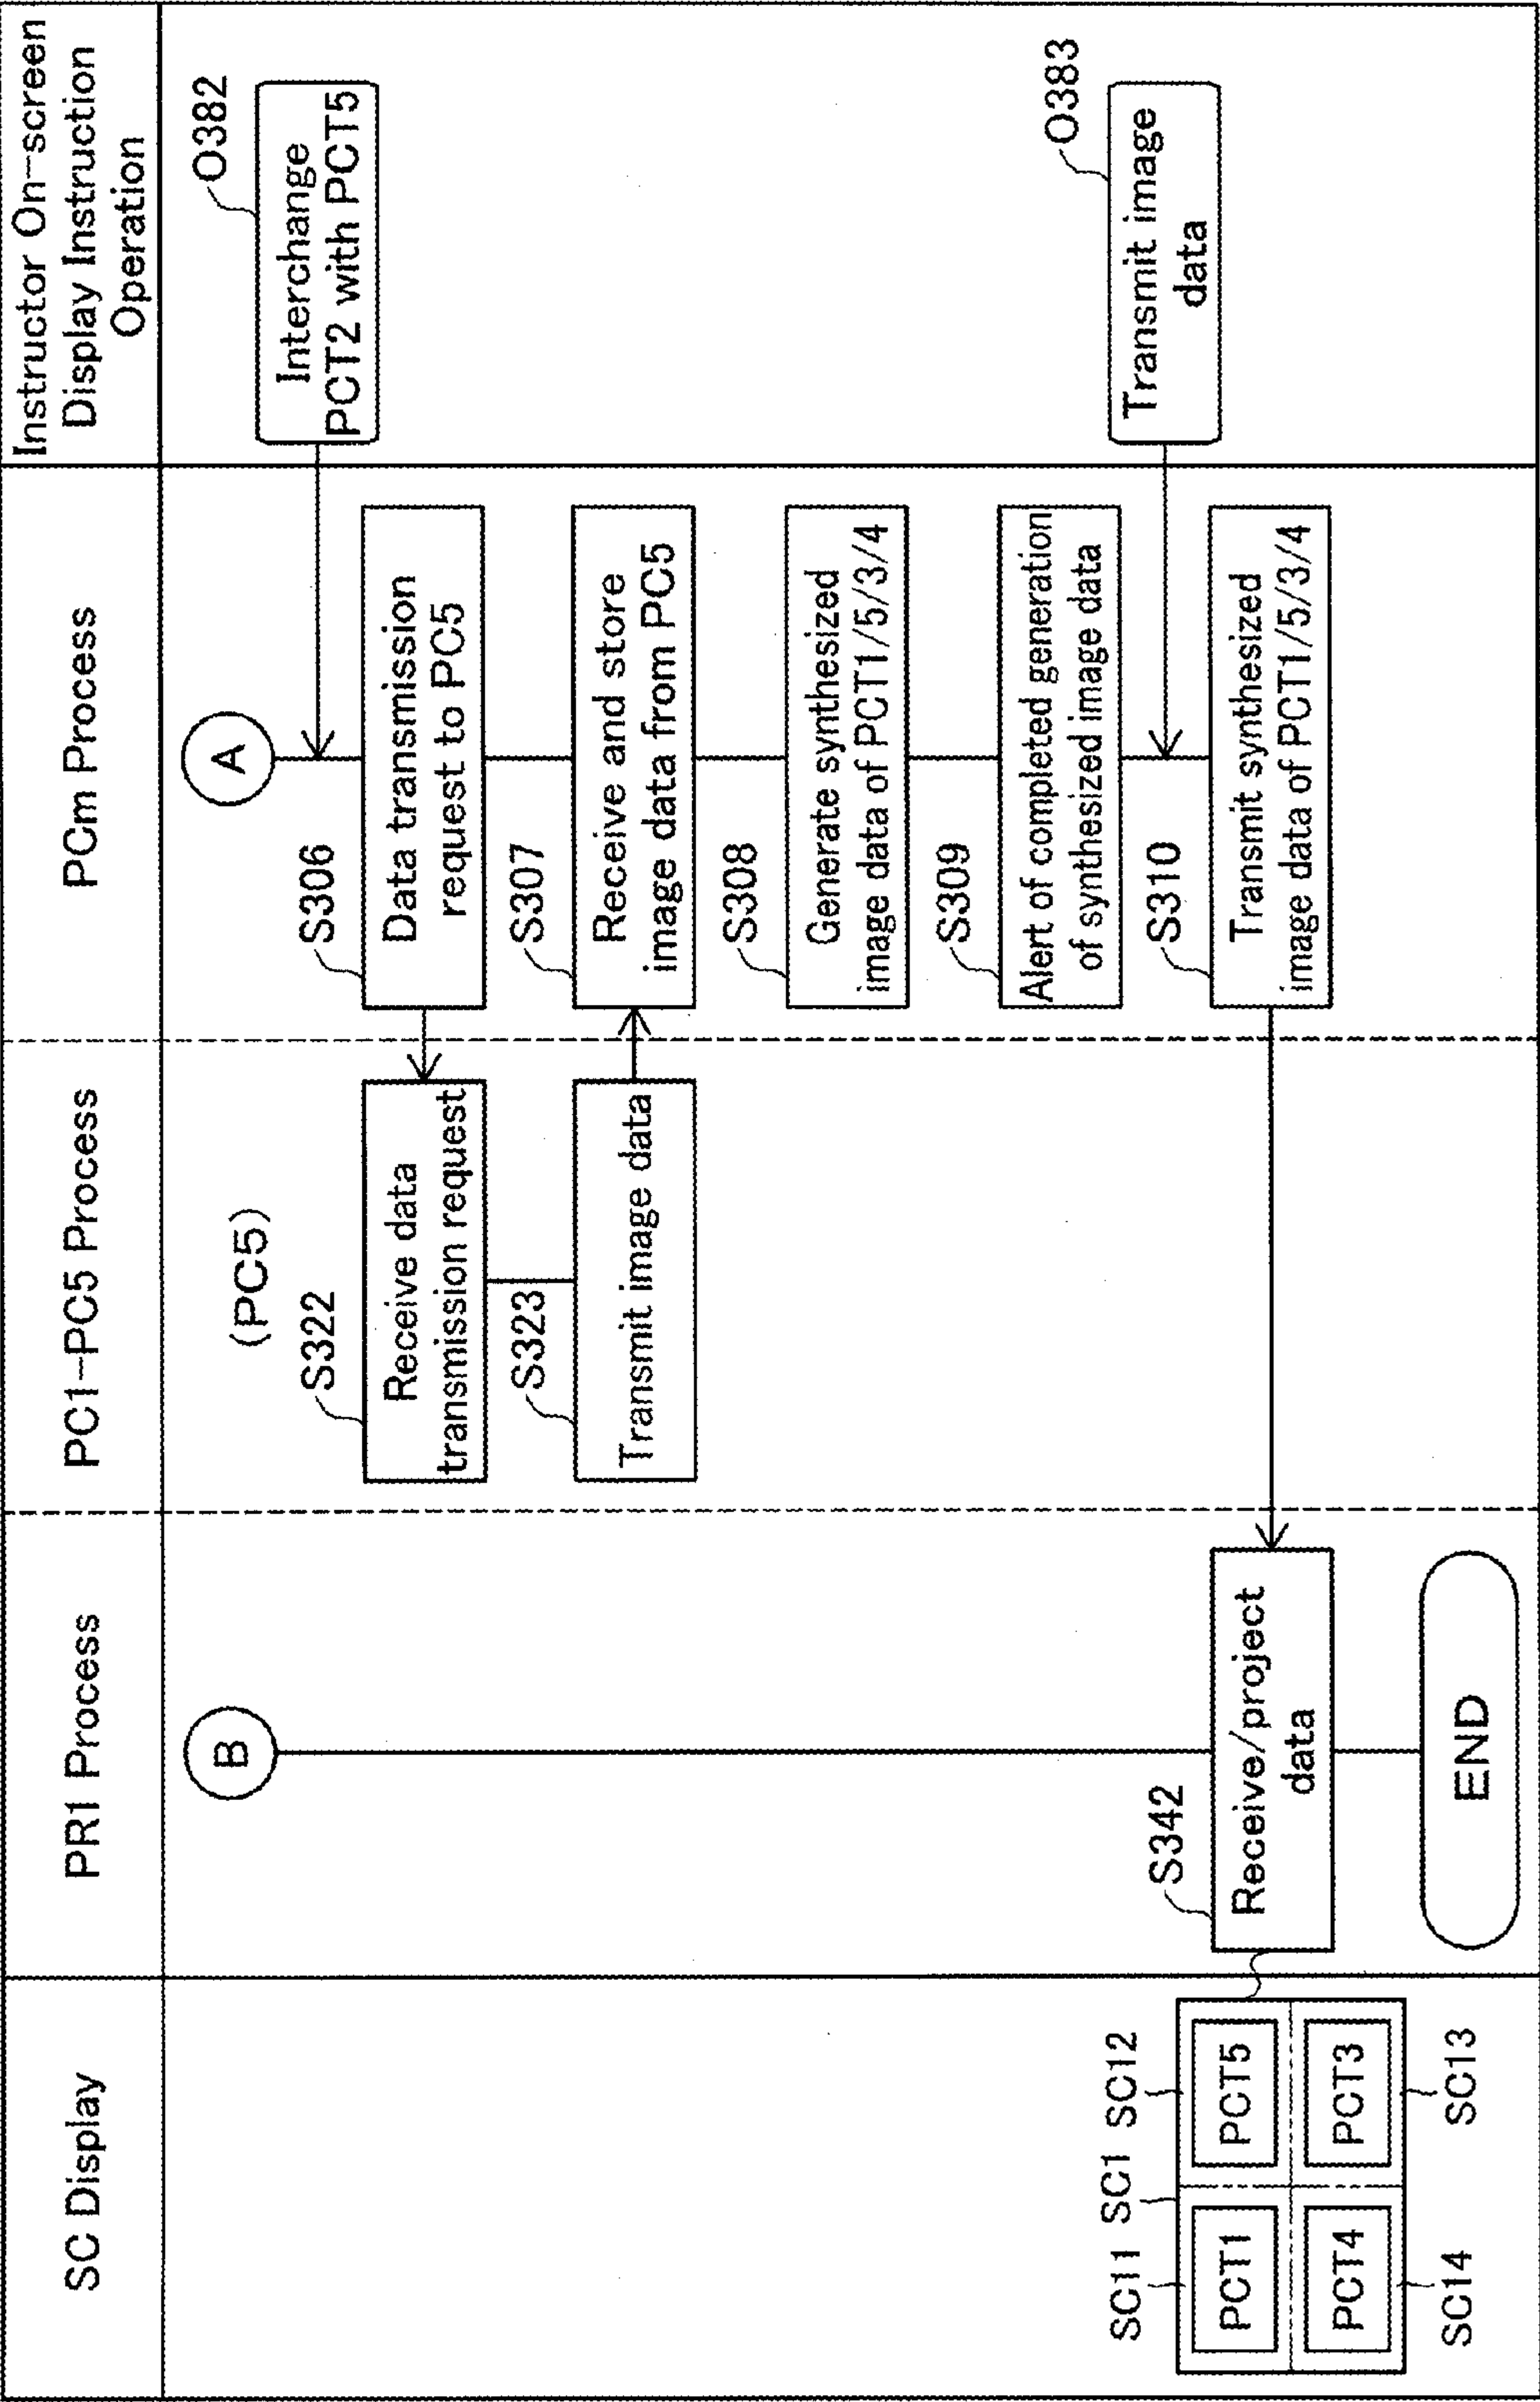 SC Display
PR1 Process
PC1-PC5 Process
PCm Process
Instructor On-screen
Display Instruction
Operation
B
(PC5)
A
O382
Interchange
PCT2 with PCT5
S322
Receive data
transmission request
S306
Data transmission
request to PC5
S323
Transmit image data
S307
Receive and store
image data from PC5
S308
Generate synthesized
image data of PCT1/5/3/4
S309
Alert of completed generation
of synthesized image data
O383
Transmit image
data
S310
Transmit synthesized
image data of PCT1/5/3/4
S342
Receive/project
data
SC11
SC1
SC12
PCT1
PCT5
PCT4
PCT3
SC14
SC13
END